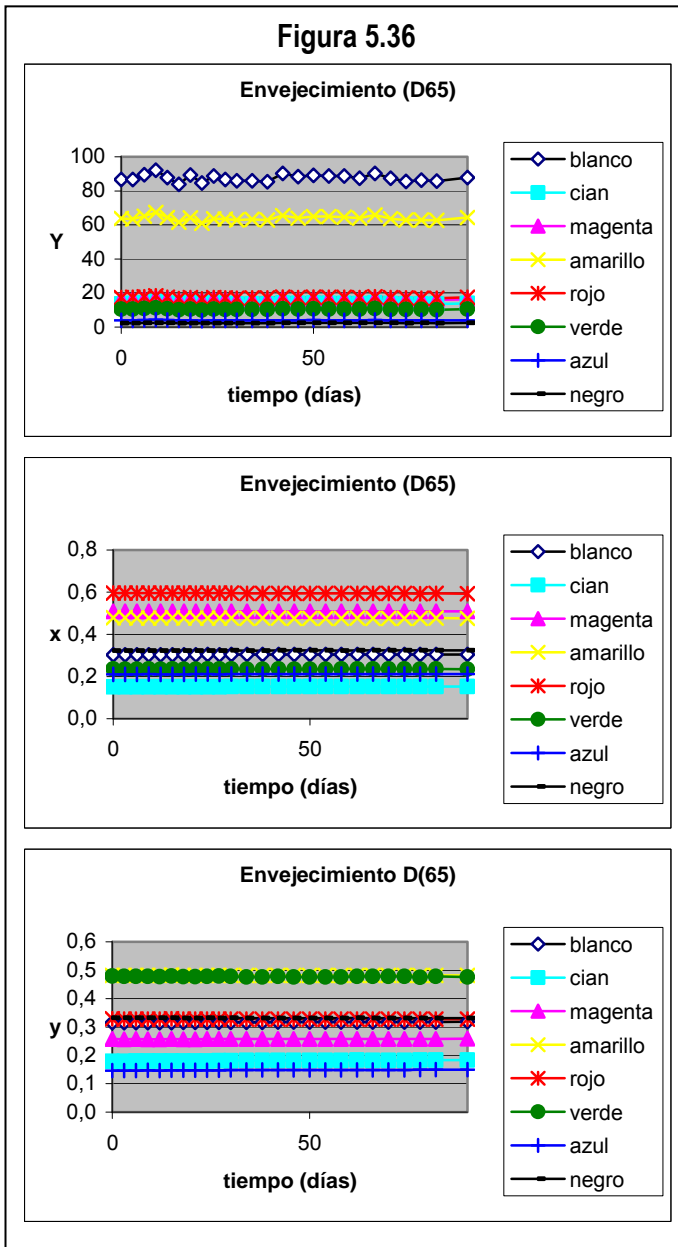 Figura 5.36
Envejecimiento (D65)
100
80
60
40
20
0
Y
0
50
tiempo (días)
blanco
cian
magenta
amarillo
rojo
verde
azul
negro
Envejecimiento (D65)
0,8
0,6
0,4
0,2
0,0
x
0
50
tiempo (días)
blanco
cian
magenta
amarillo
rojo
verde
azul
negro
Envejecimiento D(65)
0,6
0,5
0,4
0,3
0,2
0,1
0,0
y
0
50
tiempo (días)
blanco
cian
magenta
amarillo
rojo
verde
azul
negro